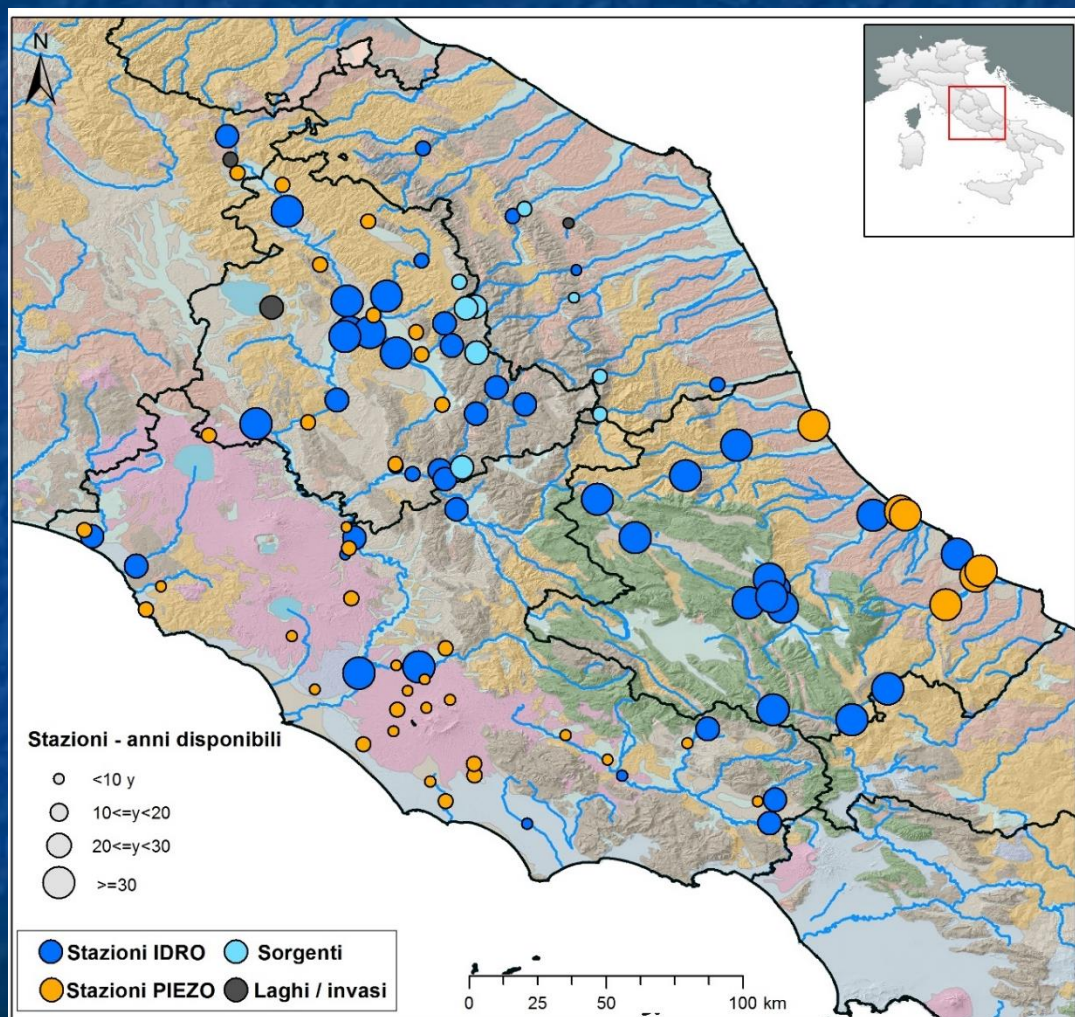 N
Stazioni - anni disponibili
<10 y
10<=y<20
20<=y<30
>=30
Stazioni IDRO
Sorgenti
Stazioni PIEZO
Laghi / invasi
0 25 50 100 km